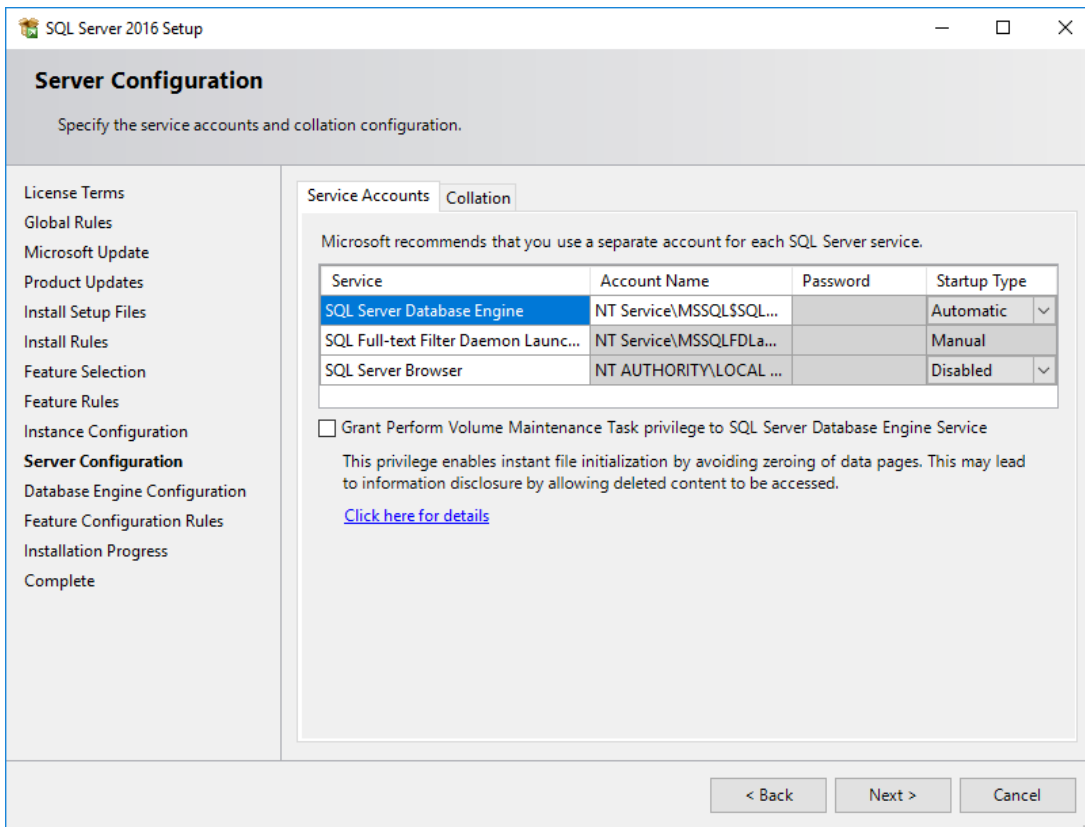 SQL Server 2016 Setup
Server Configuration
Specify the service accounts and collation configuration.
License Terms
Global Rules
Microsoft Update
Product Updates
Install Setup Files
Install Rules
Feature Selection
Feature Rules
Instance Configuration
Server Configuration
Database Engine Configuration
Feature Configuration Rules
Installation Progress
Complete
Service Accounts Collation
Microsoft recommends that you use a separate account for each SQL Server service.
Service Account Name Password Startup Type
SQL Server Database Engine NT Service\MSSQL$SQL... Automatic
SQL Full-text Filter Daemon Launc... NT Service\MSSQLFDLa... Manual
SQL Server Browser NT AUTHORITY\LOCAL ... Disabled
Grant Perform Volume Maintenance Task privilege to SQL Server Database Engine Service
This privilege enables instant file initialization by avoiding zeroing of data pages. This may lead
to information disclosure by allowing deleted content to be accessed.
Click here for details
< Back Next > Cancel